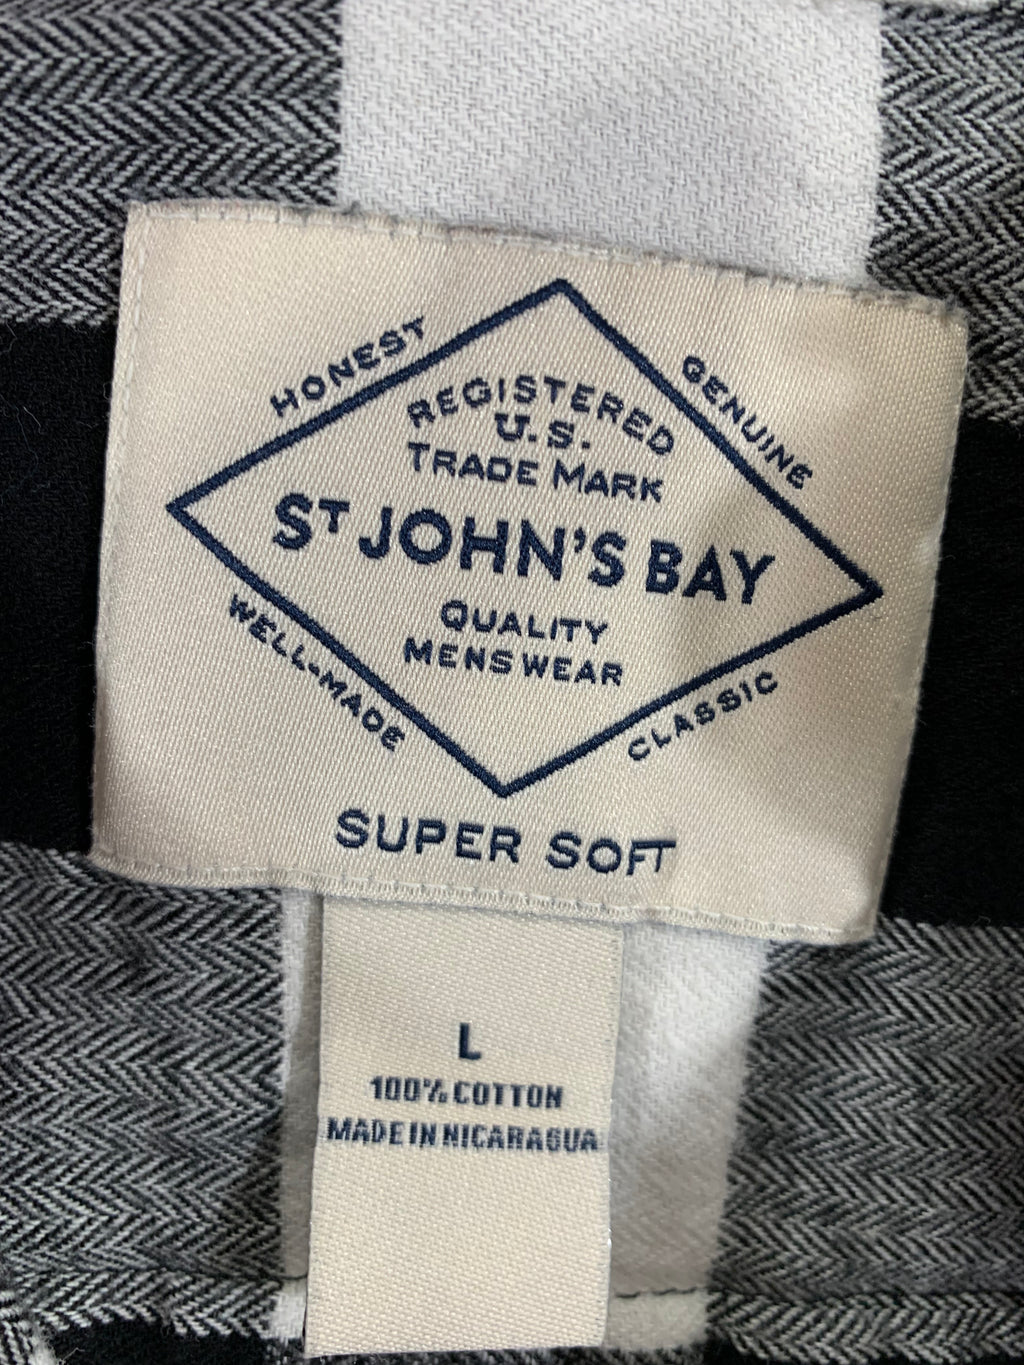 HONEST
GENUINE
REGISTERED
U.S.
TRADE MARK
ST JOHN'S BAY
QUALITY
MENSWEAR
WELL-MADE
CLASSIC
SUPER SOFT
L
100% COTTON
MADE IN NICARAGUA